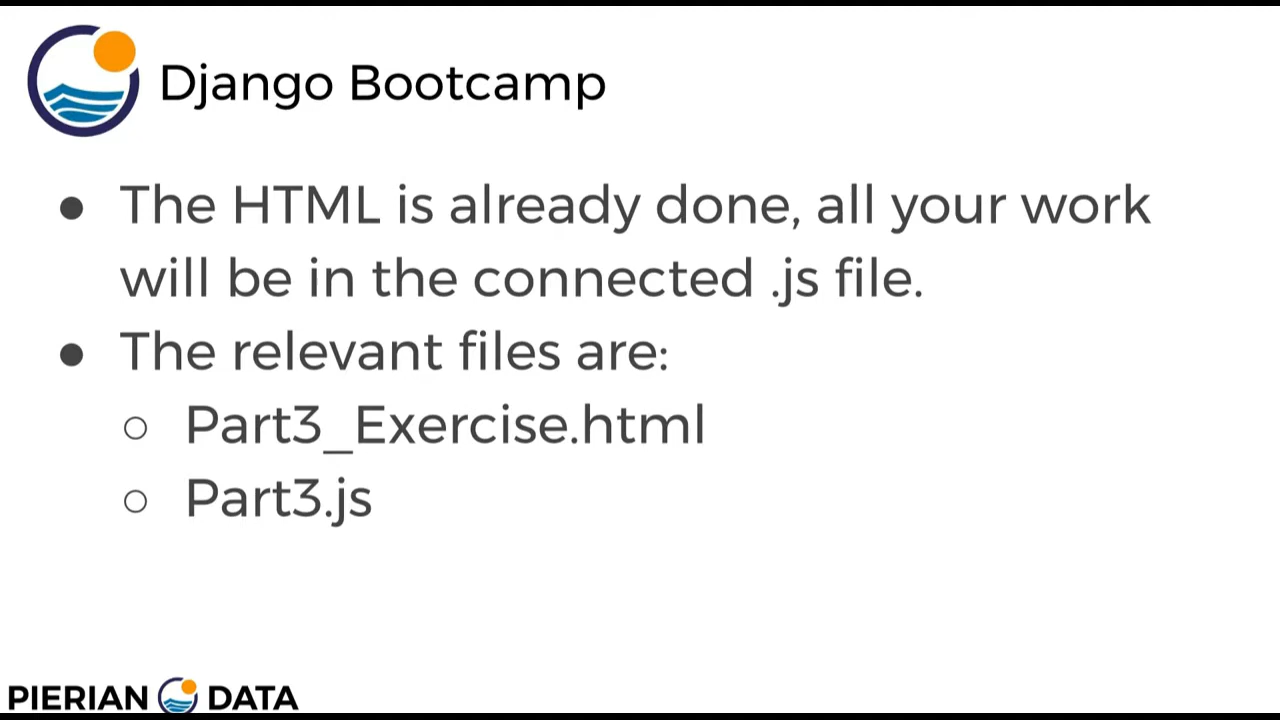 Django Bootcamp
● The HTML is already done, all your work
will be in the connected .js file.
● The relevant files are:
○ Part3_Exercise.html
○ Part3.js
PIERIAN DATA